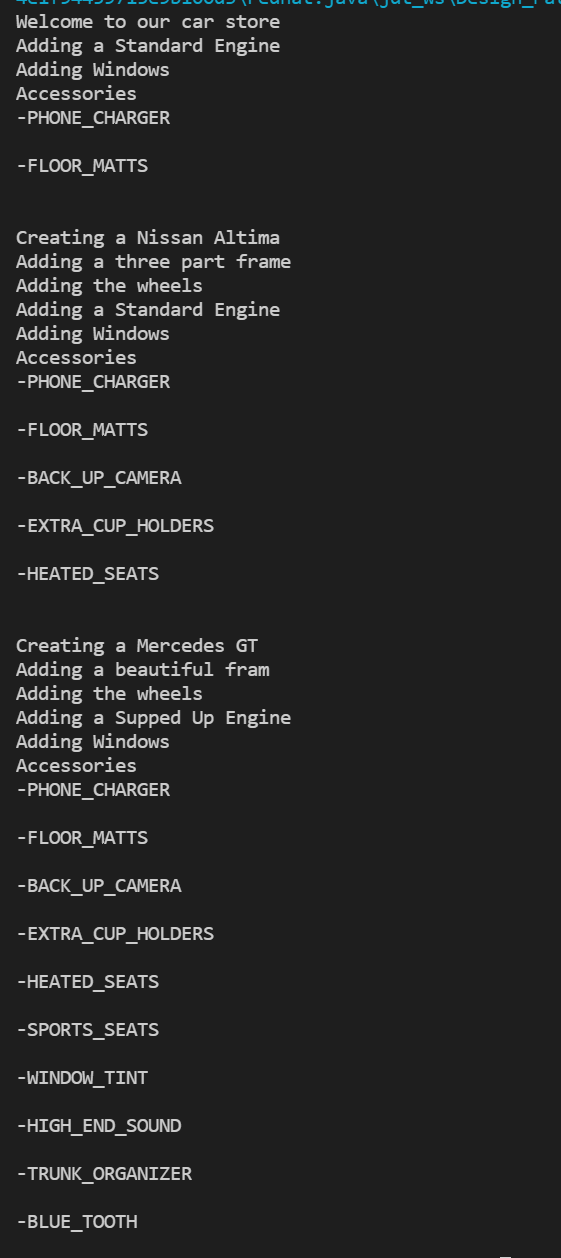 Welcome to our car store
Adding a Standard Engine
Adding Windows
Accessories
-PHONE_CHARGER
-FLOOR_MATTS
Creating a Nissan Altima
Adding a three part frame
Adding the wheels
Adding a Standard Engine
Adding Windows
Accessories
-PHONE_CHARGER
-FLOOR_MATTS
-BACK_UP_CAMERA
-EXTRA_CUP_HOLDERS
-HEATED_SEATS
Creating a Mercedes GT
Adding a beautiful fram
Adding the wheels
Adding a Supped Up Engine
Adding Windows
Accessories
-PHONE_CHARGER
-FLOOR_MATTS
-BACK_UP_CAMERA
-EXTRA_CUP_HOLDERS
-HEATED_SEATS
-SPORTS_SEATS
-WINDOW_TINT
-HIGH_END_SOUND
-TRUNK_ORGANIZER
-BLUE_TOOTH